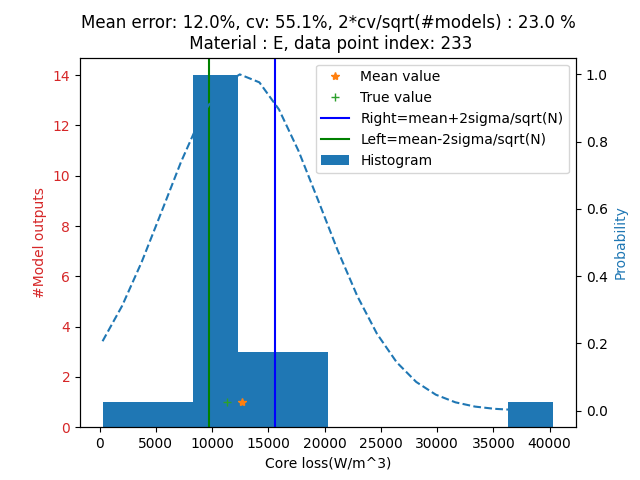 Mean error: 12.0%, cv: 55.1%, 2*cv/sqrt(#models) : 23.0 %
Material : E, data point index: 233
Mean value
True value
Right=mean+2sigma/sqrt(N)
Left=mean-2sigma/sqrt(N)
Histogram
#Model outputs
14
12
10
8
6
4
2
0
1.0
0.8
0.6
0.4
0.2
0.0
Probability
0 5000 10000 15000 20000 25000 30000 35000 40000
Core loss(W/m^3)